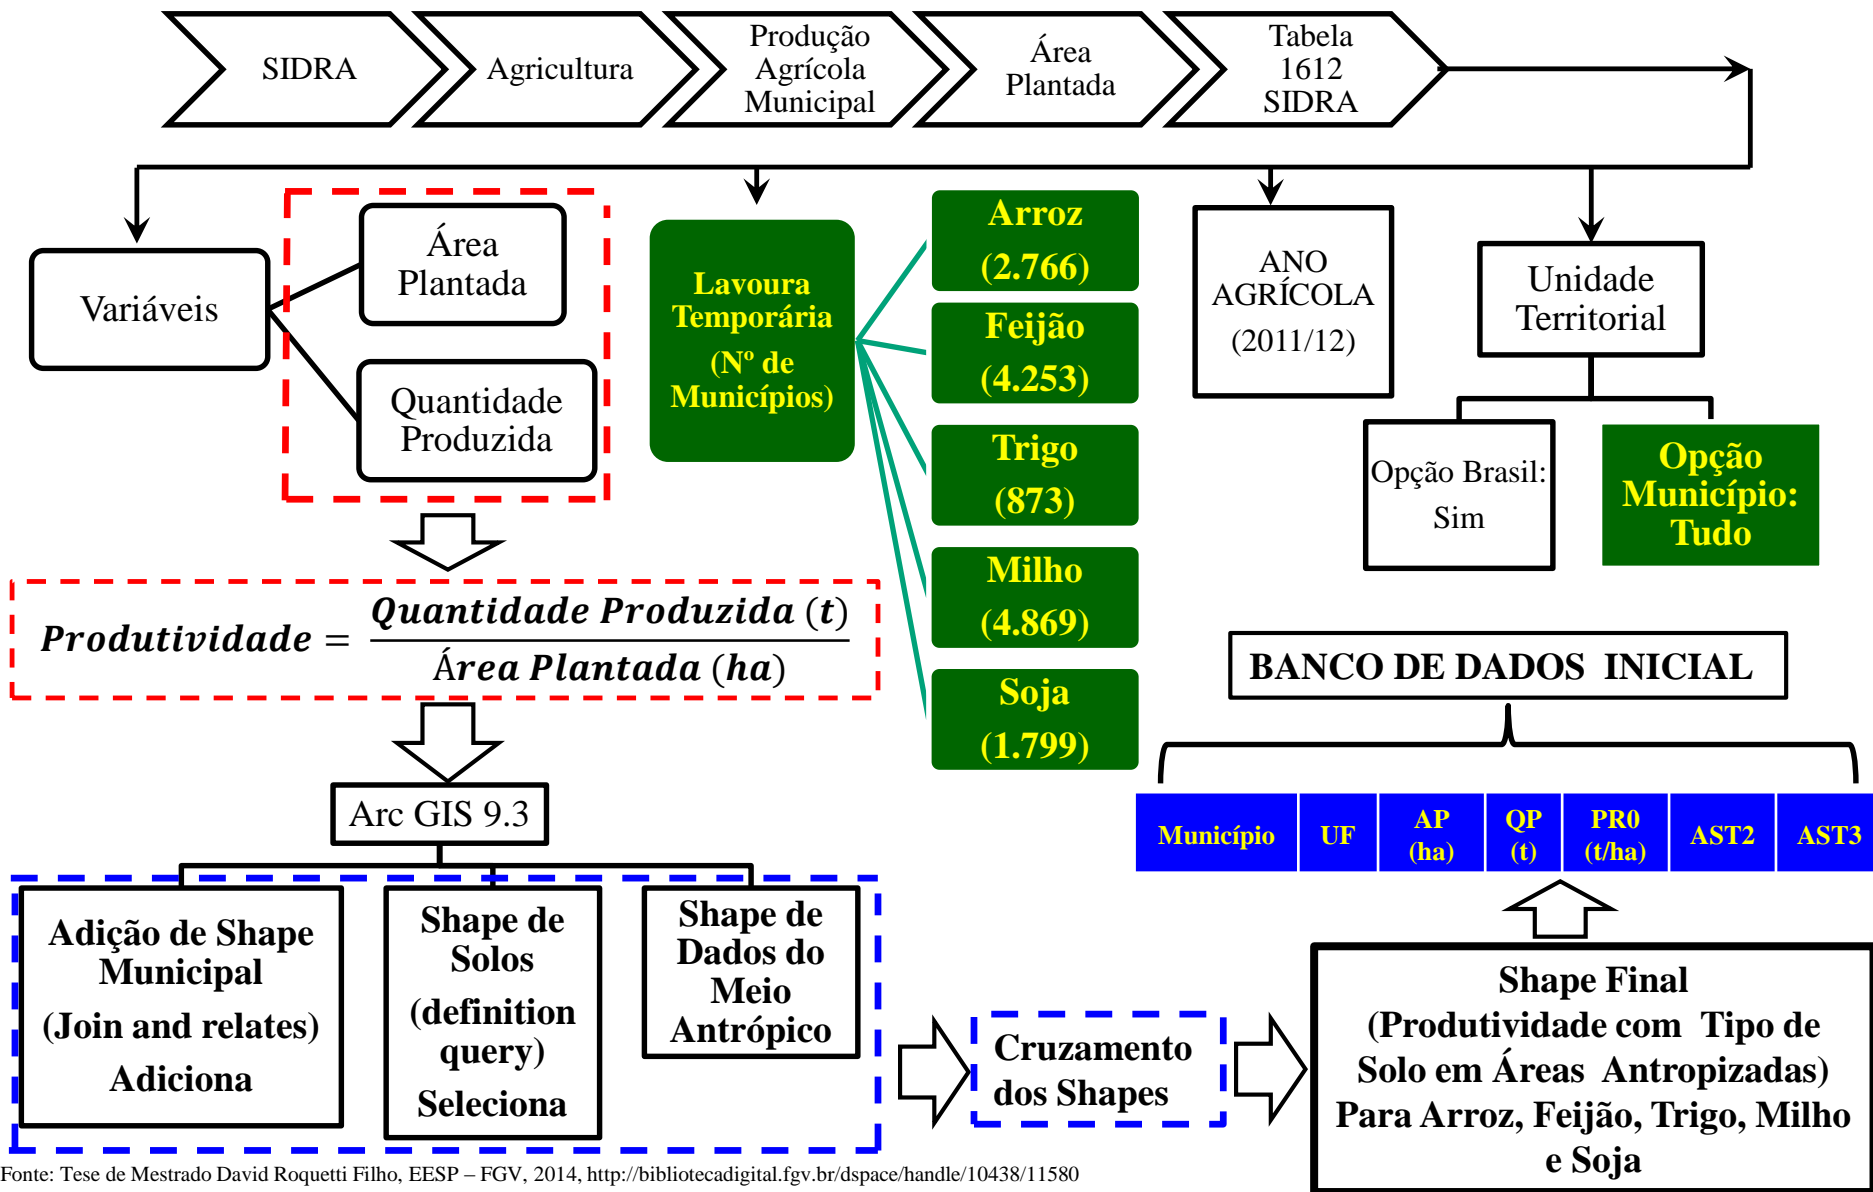 SIDRA
Agricultura
Produção
Agrícola
Municipal
Área
Plantada
Tabela
1612
SIDRA
Variáveis
Área
Plantada
Quantidade
Produzida
Lavoura
Temporária
(Nº de
Municípios)
Arroz
(2.766)
Feijão
(4.253)
Trigo
(873)
Milho
(4.869)
Soja
(1.799)
ANO
AGRÍCOLA
(2011/12)
Unidade
Territorial
Opção Brasil:
Sim
Opção
Município:
Tudo
Produtividade = Quantidade Produzida (t)
Área Plantada (ha)
BANCO DE DADOS INICIAL
Município UF AP (ha) QP (t) PR0 (t/ha) AST2 AST3
Arc GIS 9.3
Adição de Shape
Municipal
(Join and relates)
Adiciona
Shape de
Solos
(definition
query)
Seleciona
Shape de
Dados do
Meio
Antrópico
Cruzamento
dos Shapes
Shape Final
(Produtividade com Tipo de
Solo em Áreas Antropizadas)
Para Arroz, Feijão, Trigo, Milho
e Soja
Fonte: Tese de Mestrado David Roquetti Filho, EESP – FGV, 2014, http://bibliotecadigital.fgv.br/dspace/handle/10438/11580